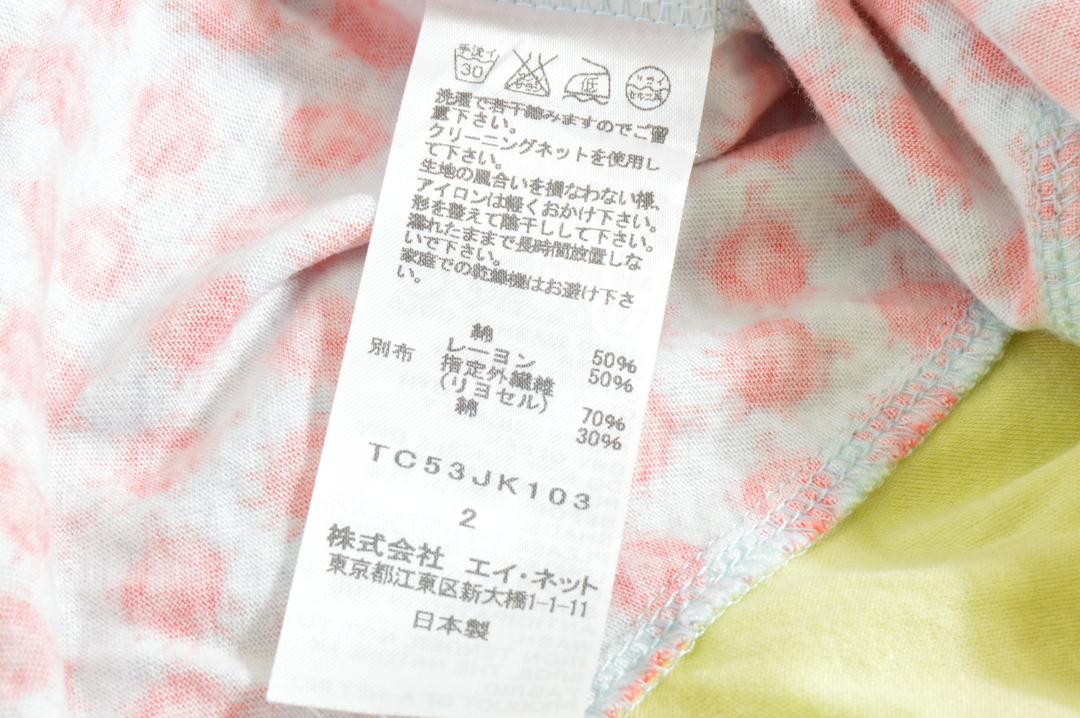 手洗イ
30
低
ドライ
セキユ系
洗濯で若干縮みますのでご留
意下さい。
クリーニングネットを使用し
て下さい。
生地の風合いを損なわない様、
アイロンは軽くおかけ下さい。
形を整えて陰干しして下さい。
濡れたままで長時間放置しな
いで下さい。
家庭での乾燥機はお避け下さ
い。
綿 50%
レーヨン 50%
別布 指定外繊維
(リヨセル) 70%
綿 30%
TC53JK103
2
株式会社 エイ・ネット
東京都江東区新大橋1-1-11
日本製